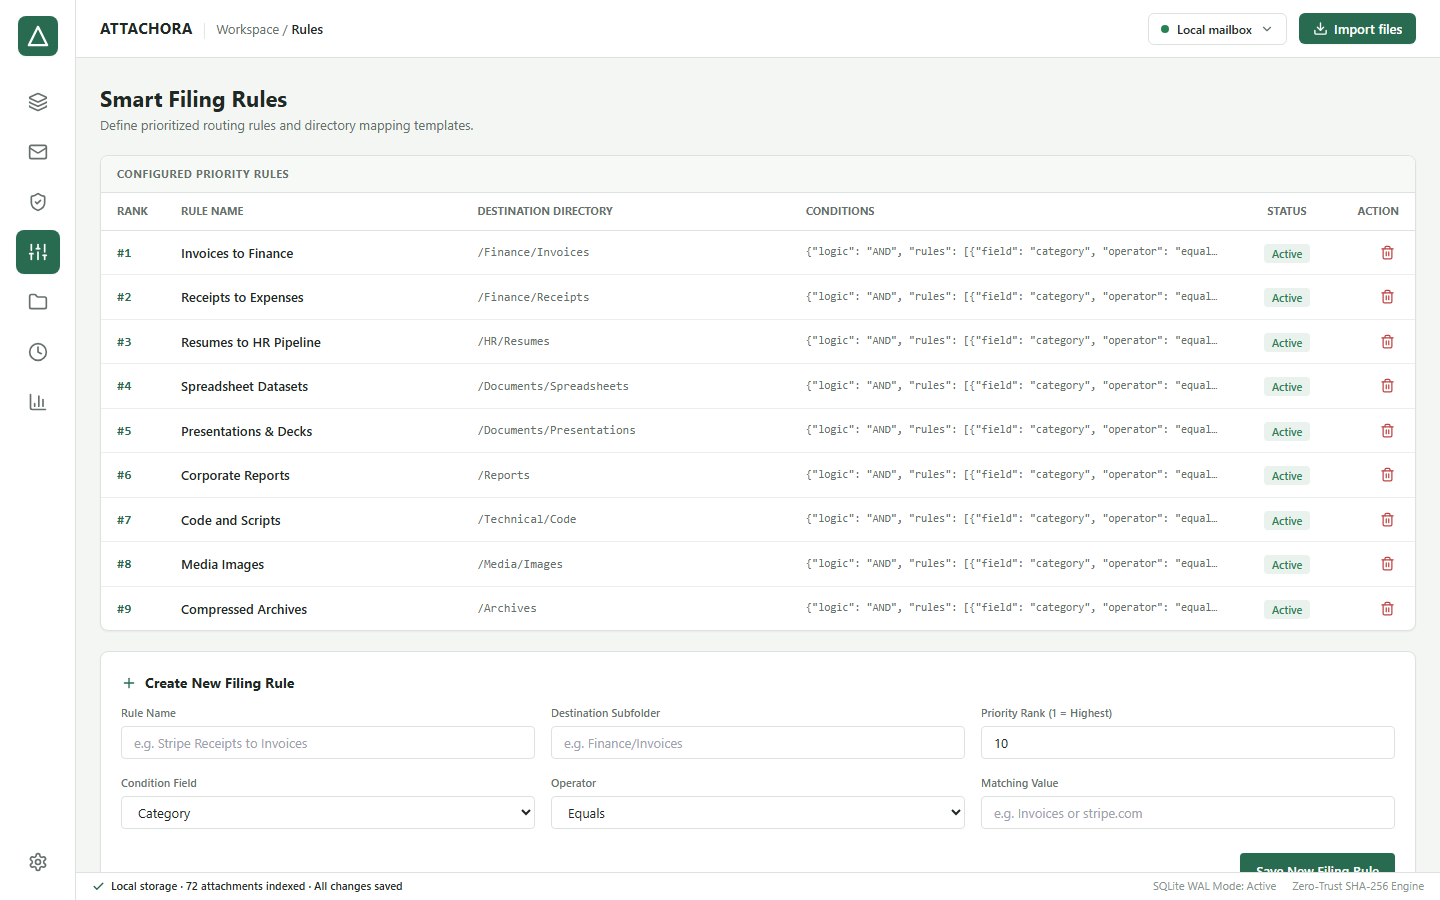 ATTACHORA
Workspace / Rules
Local mailbox
Import files
Smart Filing Rules
Define prioritized routing rules and directory mapping templates.
CONFIGURED PRIORITY RULES
RANK RULE NAME DESTINATION DIRECTORY CONDITIONS STATUS ACTION
#1 Invoices to Finance /Finance/Invoices {"logic": "AND", "rules": [{"field": "category", "operator": "equal… Active
#2 Receipts to Expenses /Finance/Receipts {"logic": "AND", "rules": [{"field": "category", "operator": "equal… Active
#3 Resumes to HR Pipeline /HR/Resumes {"logic": "AND", "rules": [{"field": "category", "operator": "equal… Active
#4 Spreadsheet Datasets /Documents/Spreadsheets {"logic": "AND", "rules": [{"field": "category", "operator": "equal… Active
#5 Presentations & Decks /Documents/Presentations {"logic": "AND", "rules": [{"field": "category", "operator": "equal… Active
#6 Corporate Reports /Reports {"logic": "AND", "rules": [{"field": "category", "operator": "equal… Active
#7 Code and Scripts /Technical/Code {"logic": "AND", "rules": [{"field": "category", "operator": "equal… Active
#8 Media Images /Media/Images {"logic": "AND", "rules": [{"field": "category", "operator": "equal… Active
#9 Compressed Archives /Archives {"logic": "AND", "rules": [{"field": "category", "operator": "equal… Active
Create New Filing Rule
Rule Name Destination Subfolder Priority Rank (1 = Highest)
e.g. Stripe Receipts to Invoices e.g. Finance/Invoices 10
Condition Field Operator Matching Value
Category Equals e.g. Invoices or stripe.com
Save New Filing Rule
Local storage · 72 attachments indexed · All changes saved
SQLite WAL Mode: Active Zero-Trust SHA-256 Engine